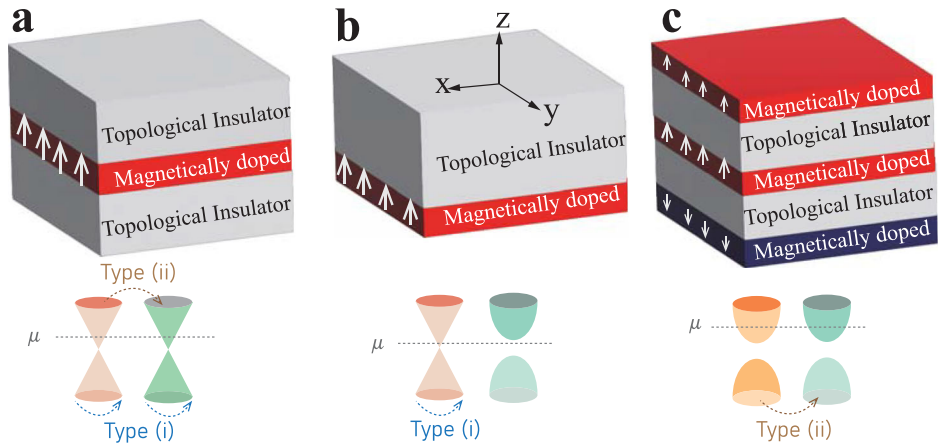 a
Topological Insulator
Magnetically doped
Topological Insulator
Type (ii)
μ
Type (i)
b
z
x
y
Topological Insulator
Magnetically doped
μ
Type (i)
c
Magnetically doped
Topological Insulator
Magnetically doped
Topological Insulator
Magnetically doped
μ
Type (ii)